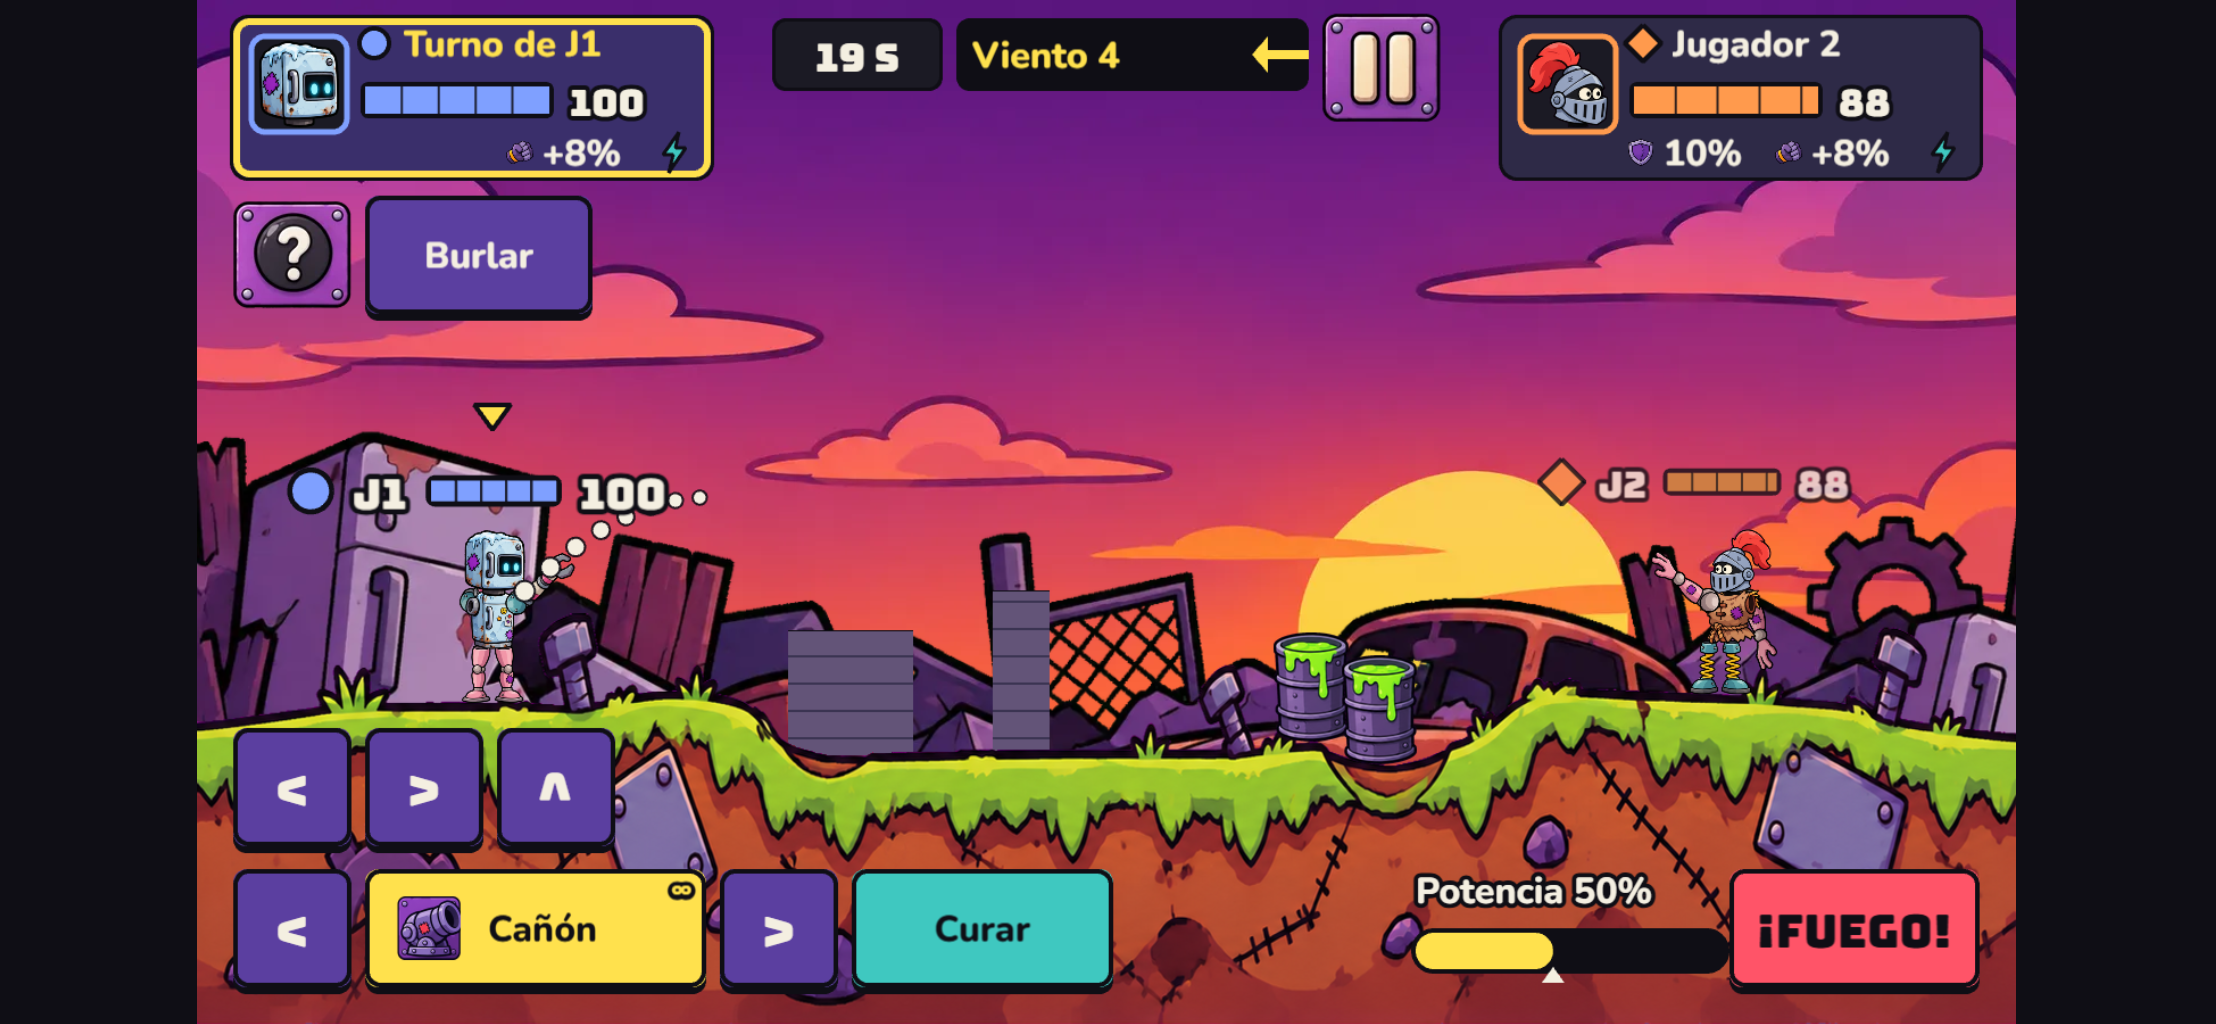 Turno de J1
100
+8%
19 S
Viento 4
Jugador 2
88
10%
+8%
?
Burlar
J1
100
J2
88
<
>
^
<
Cañón
∞
>
Curar
Potencia 50%
¡FUEGO!